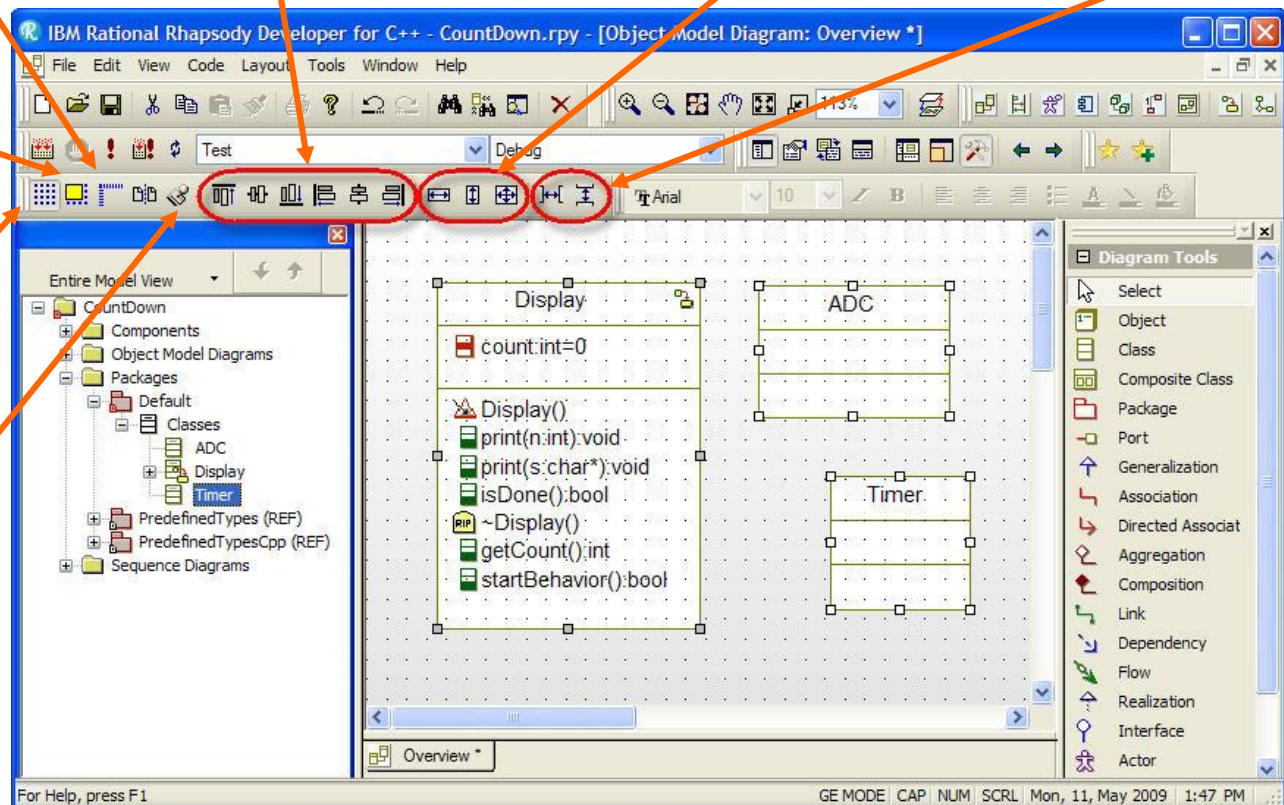 IBM Rational Rhapsody Developer for C++ - CountDown.rpy - [Object Model Diagram: Overview *]
File Edit View Code Layout Tools Window Help
113%
Test
Debug
Arial
10
Entire Model View
CountDown
Components
Object Model Diagrams
Packages
Default
Classes
ADC
Display
Timer
PredefinedTypes (REF)
PredefinedTypesCpp (REF)
Sequence Diagrams
Display
count:int=0
Display()
print(n:int):void
print(s:char*):void
isDone():bool
RIP ~Display()
getCount():int
startBehavior():bool
ADC
Timer
Overview *
Diagram Tools
Select
Object
Class
Composite Class
Package
Port
Generalization
Association
Directed Associat
Aggregation
Composition
Link
Dependency
Flow
Realization
Interface
Actor
For Help, press F1
GE MODE CAP NUM SCRL Mon, 11, May 2009 1:47 PM